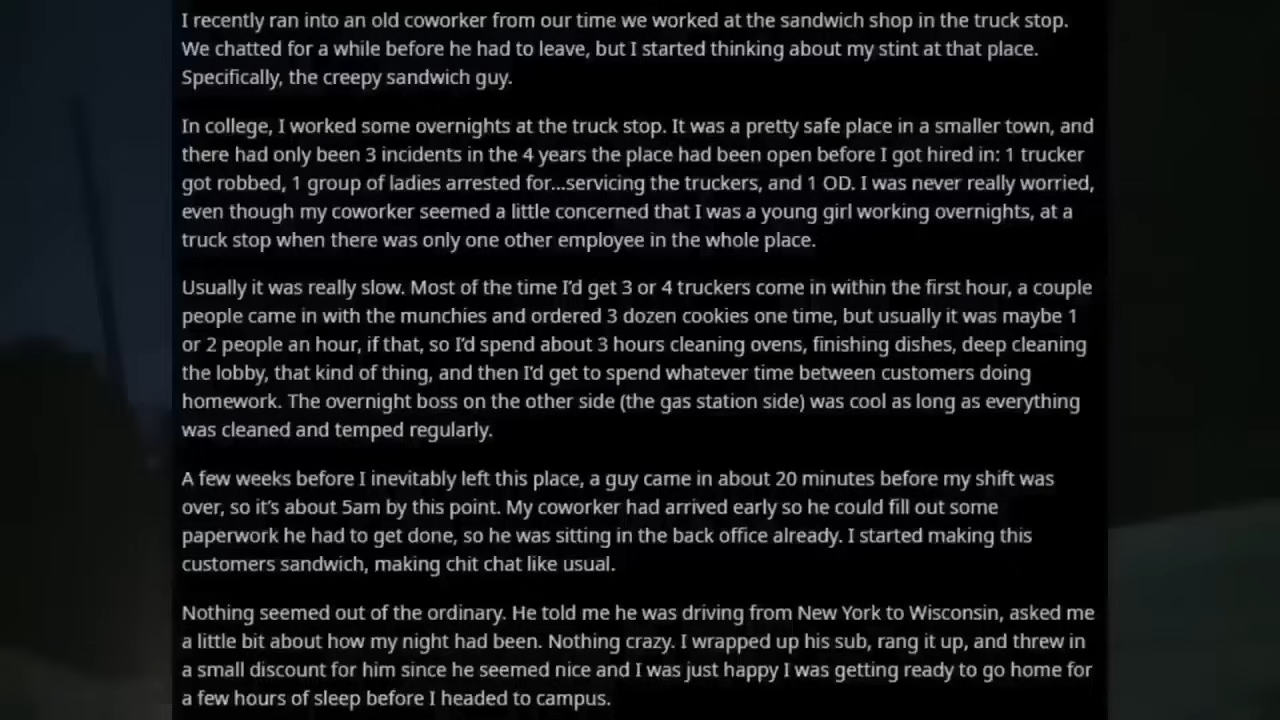 I recently ran into an old coworker from our time we worked at the sandwich shop in the truck stop.
We chatted for a while before he had to leave, but I started thinking about my stint at that place.
Specifically, the creepy sandwich guy.
In college, I worked some overnights at the truck stop. It was a pretty safe place in a smaller town, and
there had only been 3 incidents in the 4 years the place had been open before I got hired in: 1 trucker
got robbed, 1 group of ladies arrested for...servicing the truckers, and 1 OD. I was never really worried,
even though my coworker seemed a little concerned that I was a young girl working overnights, at a
truck stop when there was only one other employee in the whole place.
Usually it was really slow. Most of the time I'd get 3 or 4 truckers come in within the first hour, a couple
people came in with the munchies and ordered 3 dozen cookies one time, but usually it was maybe 1
or 2 people an hour, if that, so I'd spend about 3 hours cleaning ovens, finishing dishes, deep cleaning
the lobby, that kind of thing, and then I'd get to spend whatever time between customers doing
homework. The overnight boss on the other side (the gas station side) was cool as long as everything
was cleaned and temped regularly.
A few weeks before I inevitably left this place, a guy came in about 20 minutes before my shift was
over, so it's about 5am by this point. My coworker had arrived early so he could fill out some
paperwork he had to get done, so he was sitting in the back office already. I started making this
customers sandwich, making chit chat like usual.
Nothing seemed out of the ordinary. He told me he was driving from New York to Wisconsin, asked me
a little bit about how my night had been. Nothing crazy. I wrapped up his sub, rang it up, and threw in
a small discount for him since he seemed nice and I was just happy I was getting ready to go home for
a few hours of sleep before I headed to campus.